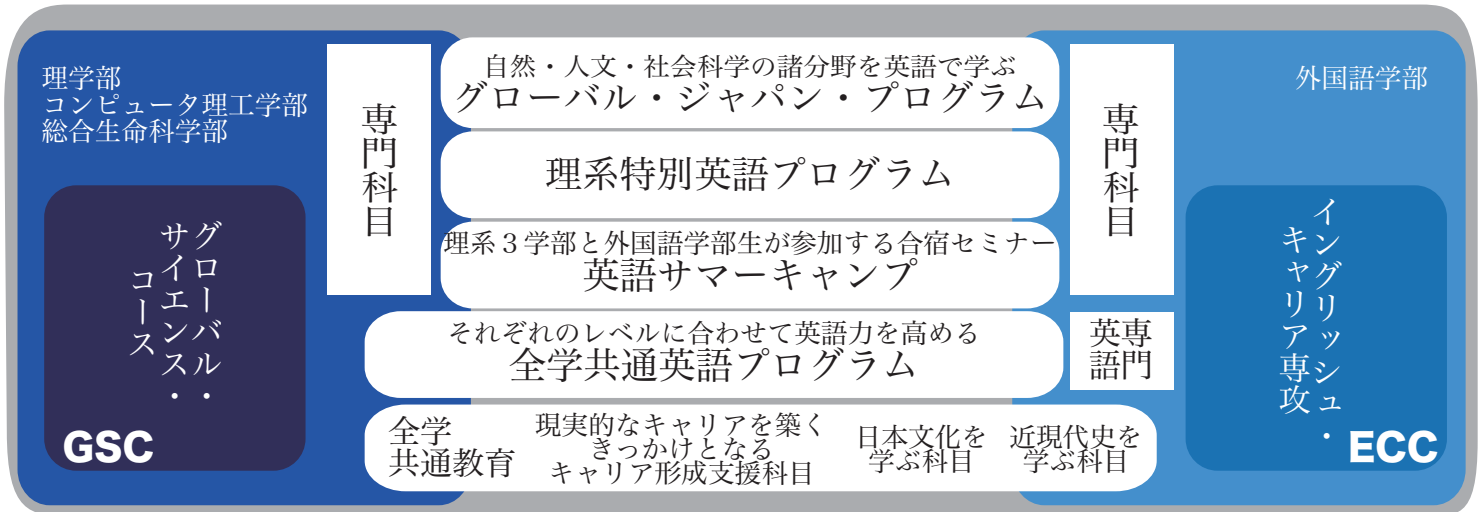 理学部
コンピュータ理工学部
総合生命科学部
グローバル・
サイエンス・
コース
GSC
専門科目
自然・人文・社会科学の諸分野を英語で学ぶ
グローバル・ジャパン・プログラム
理系特別英語プログラム
理系３学部と外国語学部生が参加する合宿セミナー
英語サマーキャンプ
それぞれのレベルに合わせて英語力を高める
全学共通英語プログラム
全学
共通教育
現実的なキャリアを築く
きっかけとなる
キャリア形成支援科目
日本文化を
学ぶ科目
近現代史を
学ぶ科目
専門科目
専門
英語
外国語学部
イングリッシュ・
キャリア専攻
ECC